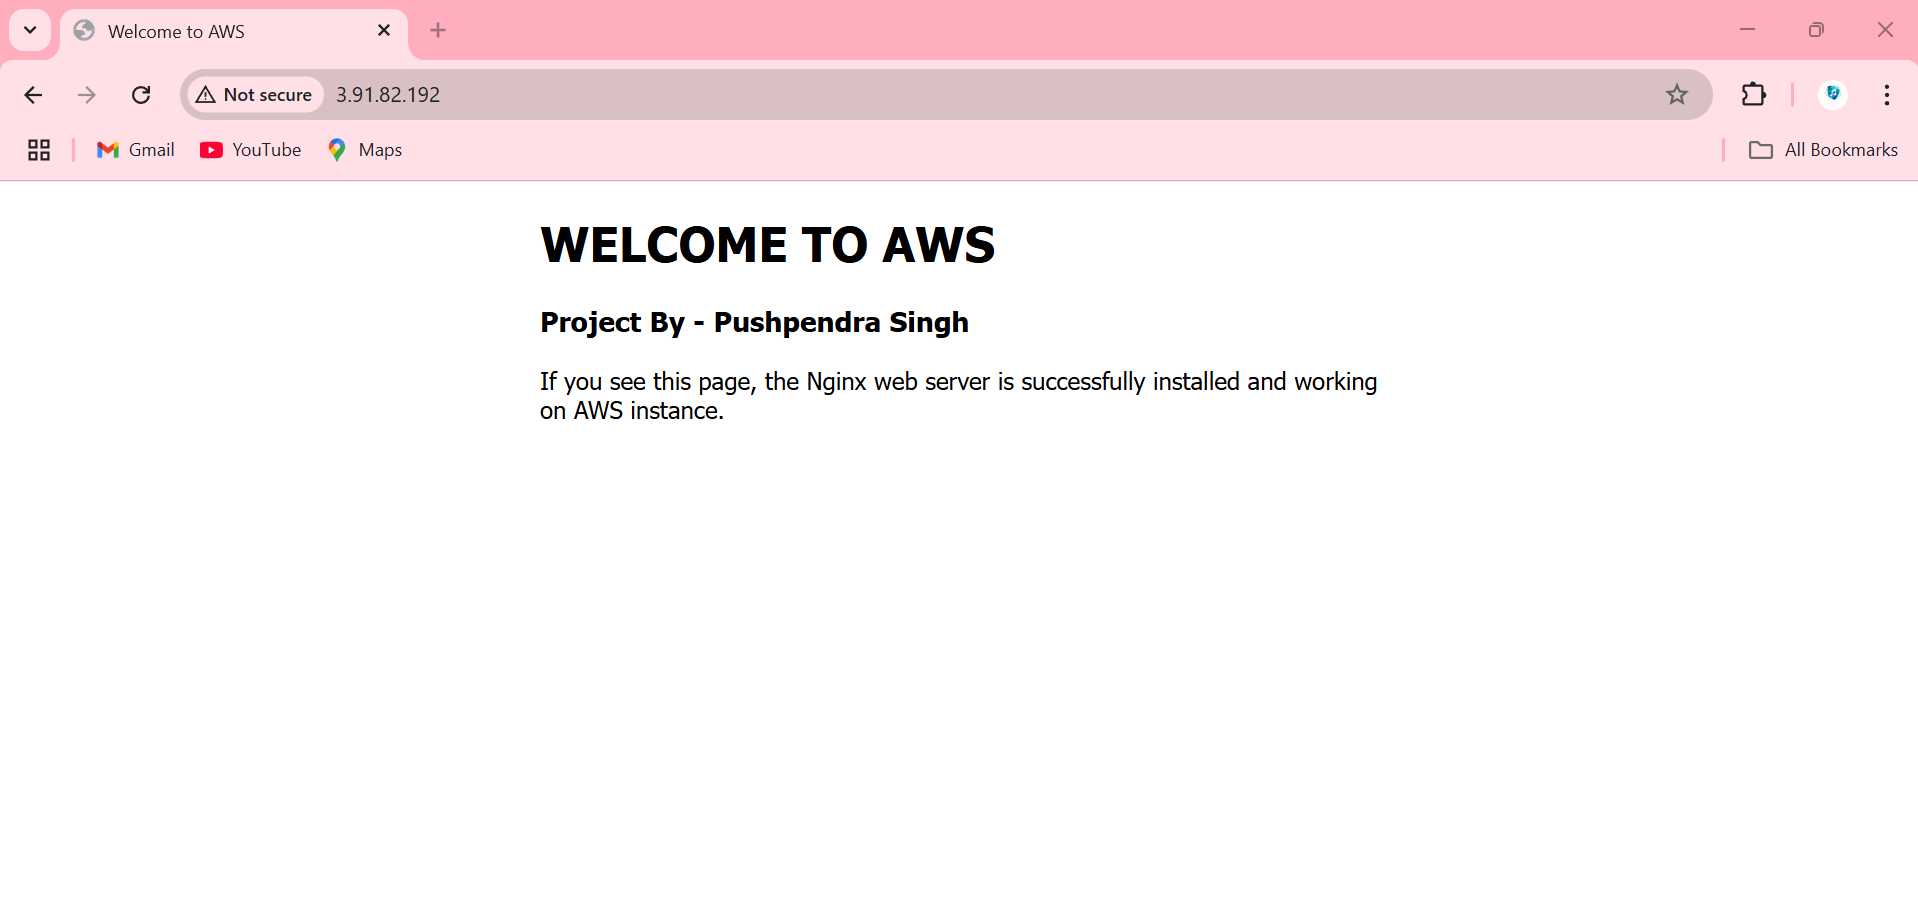 Welcome to AWS
Not secure 3.91.82.192
Gmail YouTube Maps All Bookmarks
WELCOME TO AWS
Project By - Pushpendra Singh
If you see this page, the Nginx web server is successfully installed and working
on AWS instance.